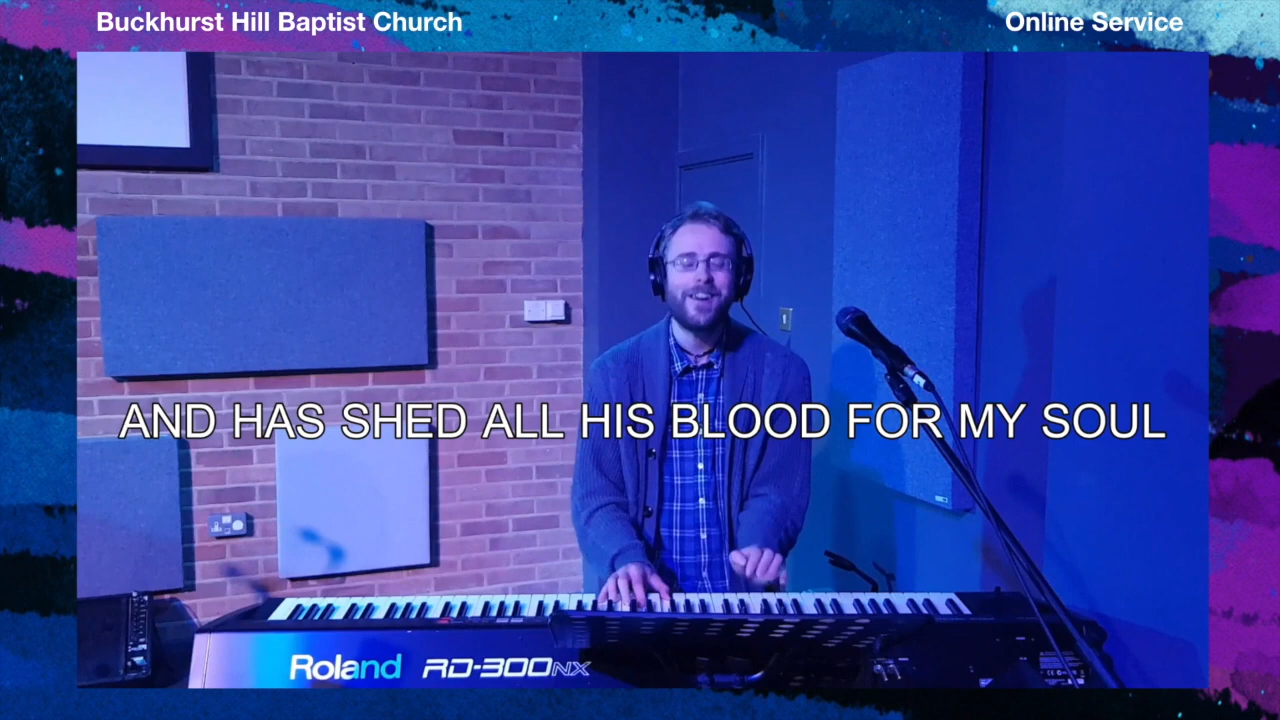 Buckhurst Hill Baptist Church
Online Service
AND HAS SHED ALL HIS BLOOD FOR MY SOUL
Roland RD-300NX